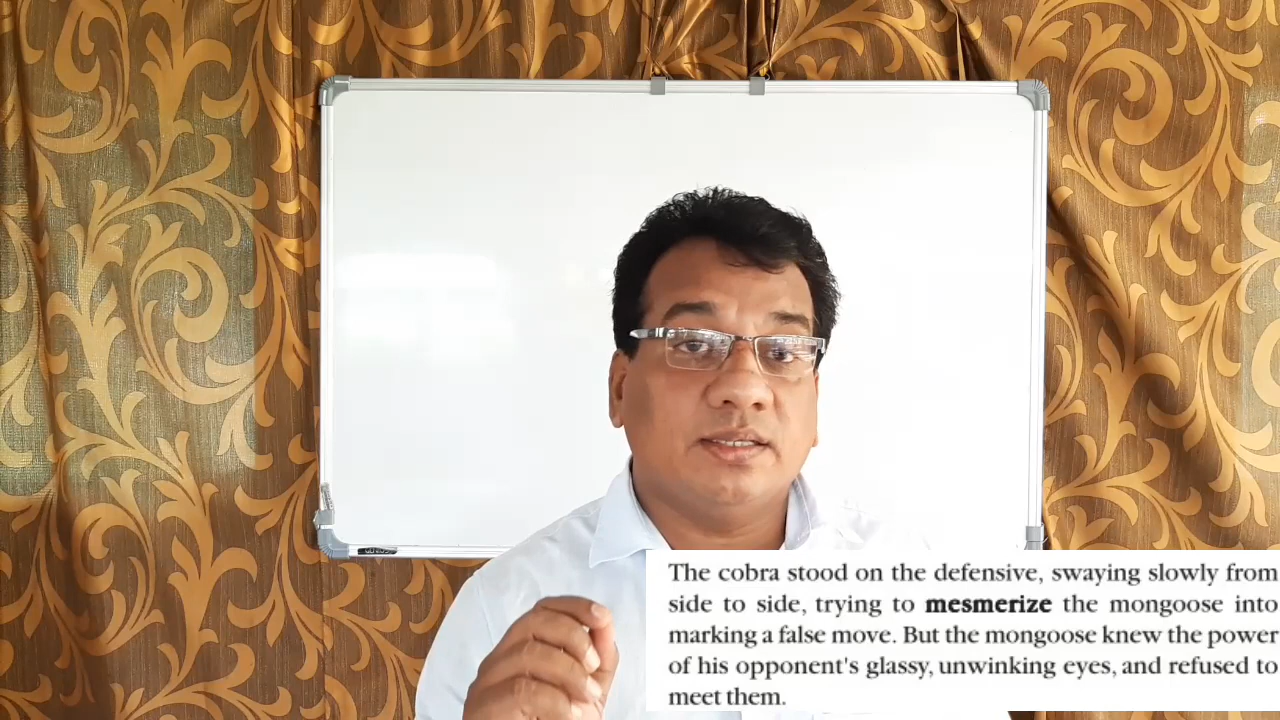 The cobra stood on the defensive, swaying slowly from
side to side, trying to mesmerize the mongoose into
marking a false move. But the mongoose knew the power
of his opponent's glassy, unwinking eyes, and refused to
meet them.